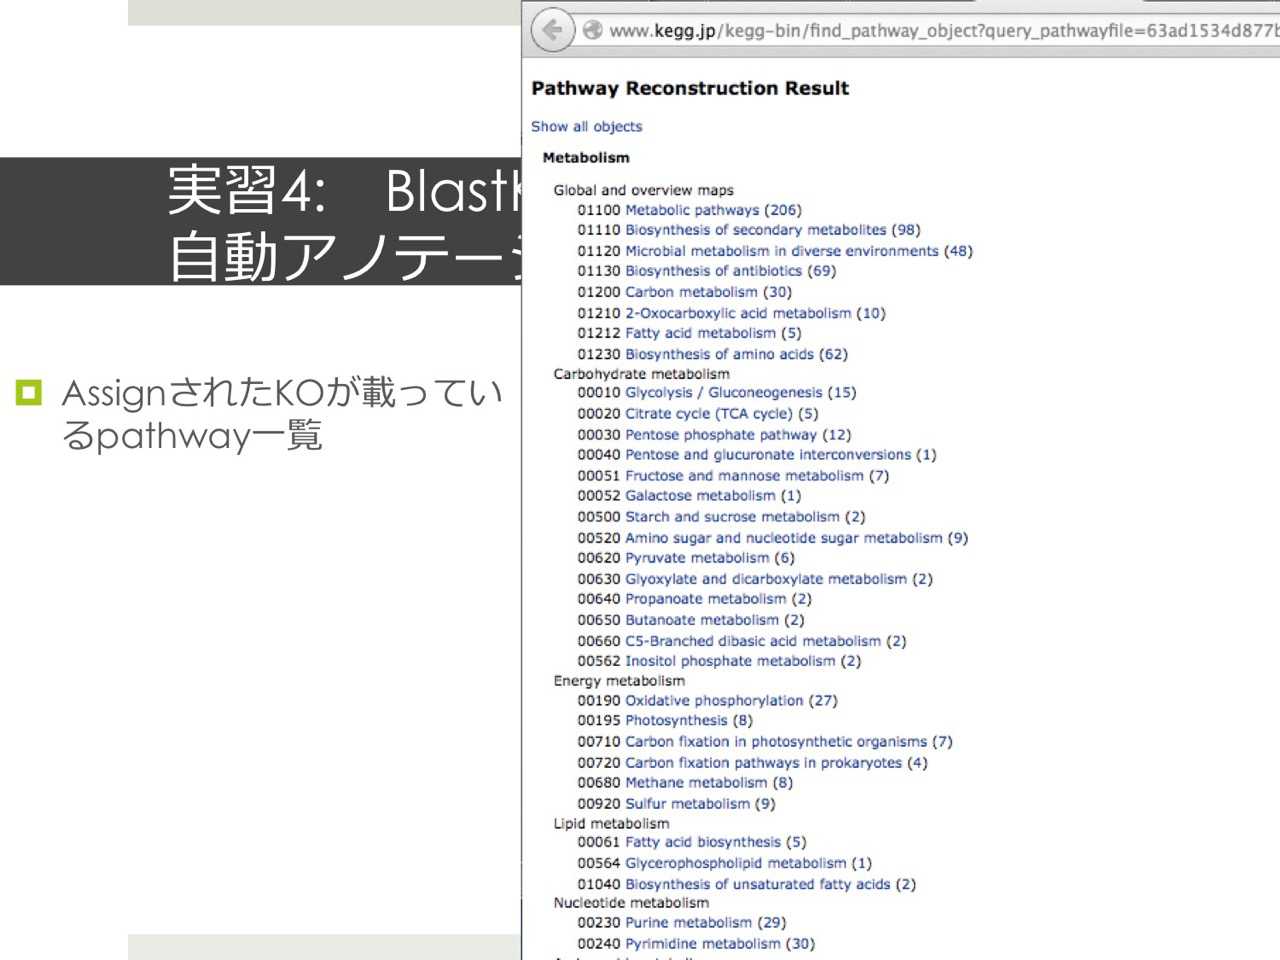 実習4: Blast
自動アノテー
AssignされたKOが載ってい
るpathway一覧
www.kegg.jp/kegg-bin/find_pathway_object?query_pathwayfile=63ad1534d877b
Pathway Reconstruction Result
Show all objects
Metabolism
Global and overview maps
01100 Metabolic pathways (206)
01110 Biosynthesis of secondary metabolites (98)
01120 Microbial metabolism in diverse environments (48)
01130 Biosynthesis of antibiotics (69)
01200 Carbon metabolism (30)
01210 2-Oxocarboxylic acid metabolism (10)
01212 Fatty acid metabolism (5)
01230 Biosynthesis of amino acids (62)
Carbohydrate metabolism
00010 Glycolysis / Gluconeogenesis (15)
00020 Citrate cycle (TCA cycle) (5)
00030 Pentose phosphate pathway (12)
00040 Pentose and glucuronate interconversions (1)
00051 Fructose and mannose metabolism (7)
00052 Galactose metabolism (1)
00500 Starch and sucrose metabolism (2)
00520 Amino sugar and nucleotide sugar metabolism (9)
00620 Pyruvate metabolism (6)
00630 Glyoxylate and dicarboxylate metabolism (2)
00640 Propanoate metabolism (2)
00650 Butanoate metabolism (2)
00660 C5-Branched dibasic acid metabolism (2)
00562 Inositol phosphate metabolism (2)
Energy metabolism
00190 Oxidative phosphorylation (27)
00195 Photosynthesis (8)
00710 Carbon fixation in photosynthetic organisms (7)
00720 Carbon fixation pathways in prokaryotes (4)
00680 Methane metabolism (8)
00920 Sulfur metabolism (9)
Lipid metabolism
00061 Fatty acid biosynthesis (5)
00564 Glycerophospholipid metabolism (1)
01040 Biosynthesis of unsaturated fatty acids (2)
Nucleotide metabolism
00230 Purine metabolism (29)
00240 Pyrimidine metabolism (30)